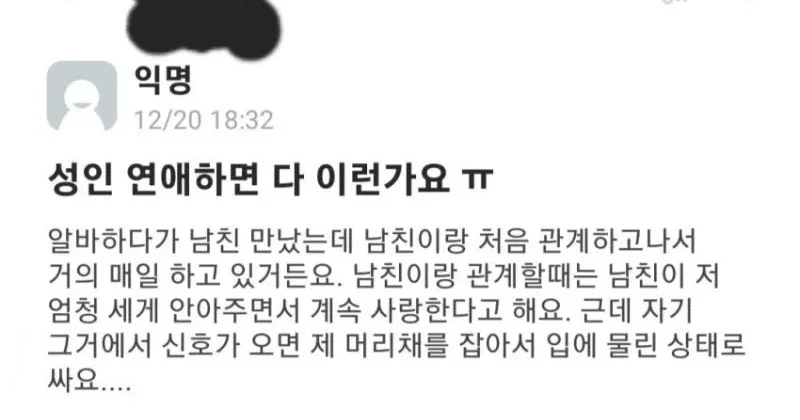 익명
12/20 18:32
성인 연애하면 다 이런가요 ㅠ
알바하다가 남친 만났는데 남친이랑 처음 관계하고나서
거의 매일 하고 있거든요. 남친이랑 관계할때는 남친이 저
엄청 세게 안아주면서 계속 사랑한다고 해요. 근데 자기
그거에서 신호가 오면 제 머리채를 잡아서 입에 물린 상태로
싸요....